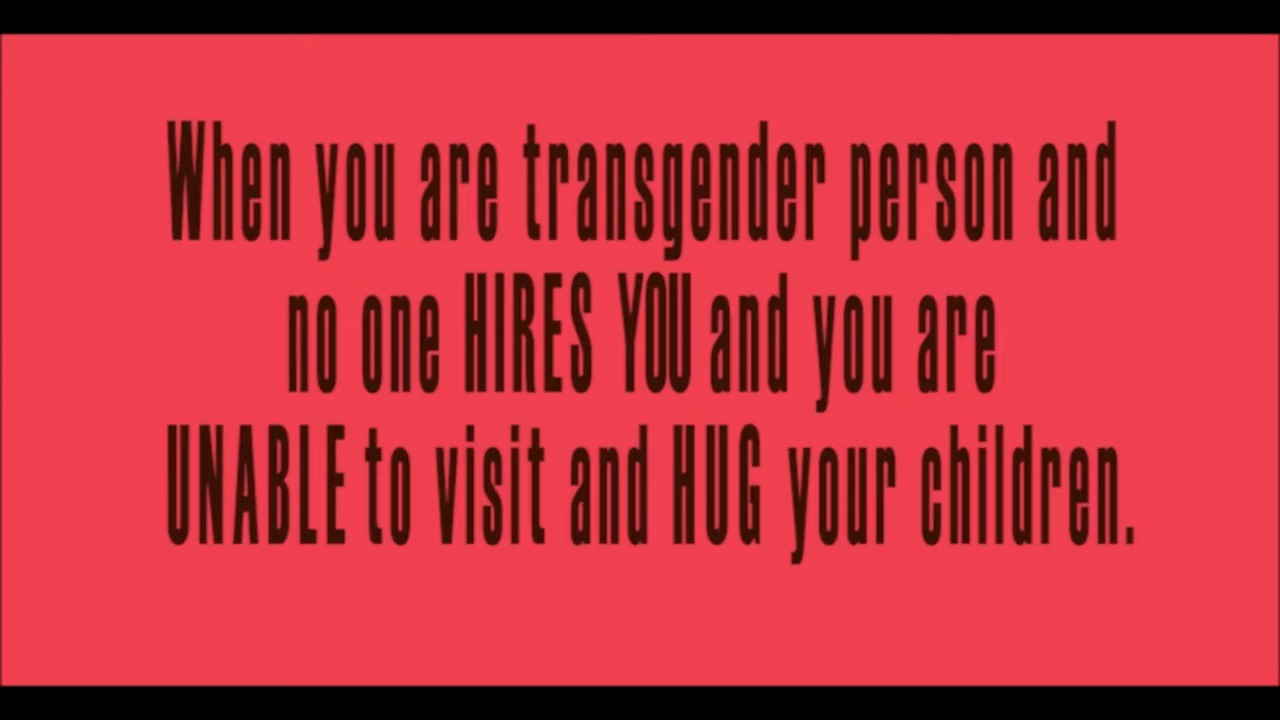 When you are transgender person and
no one HIRES YOU and you are
UNABLE to visit and HUG your children.